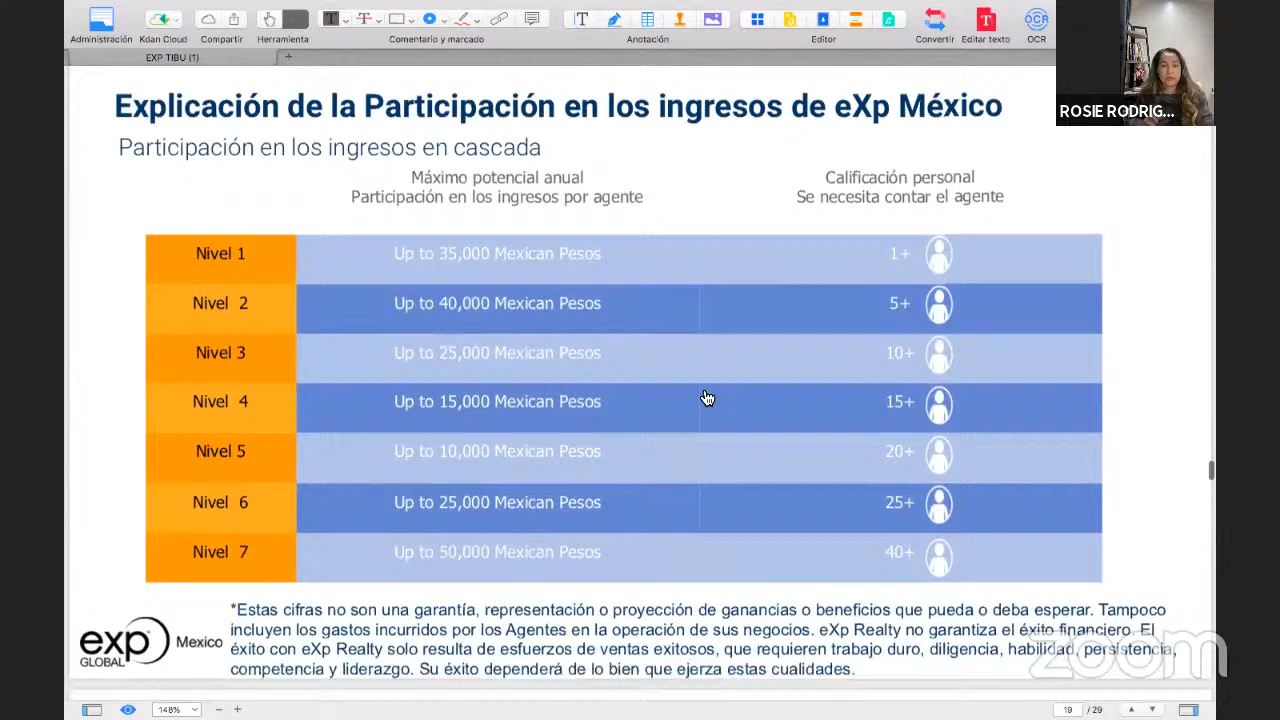 Administración
Kdan Cloud
Compartir
Herramienta
Comentario y marcado
Anotación
Editor
Convertir
Editar texto
OCR
OCR
T
T
T
T
EXP TIBU (1)
+
ROSIE RODRIG...
Explicación de la Participación en los ingresos de eXp México
Participación en los ingresos en cascada
Máximo potencial anual
Participación en los ingresos por agente
Calificación personal
Se necesita contar el agente
Nivel 1 Up to 35,000 Mexican Pesos 1+
Nivel 2 Up to 40,000 Mexican Pesos 5+
Nivel 3 Up to 25,000 Mexican Pesos 10+
Nivel 4 Up to 15,000 Mexican Pesos 15+
Nivel 5 Up to 10,000 Mexican Pesos 20+
Nivel 6 Up to 25,000 Mexican Pesos 25+
Nivel 7 Up to 50,000 Mexican Pesos 40+
*Estas cifras no son una garantía, representación o proyección de ganancias o beneficios que pueda o deba esperar. Tampoco
incluyen los gastos incurridos por los Agentes en la operación de sus negocios. eXp Realty no garantiza el éxito financiero. El
éxito con eXp Realty solo resulta de esfuerzos de ventas exitosos, que requieren trabajo duro, diligencia, habilidad, persistencia,
competencia y liderazgo. Su éxito dependerá de lo bien que ejerza estas cualidades.
exp
GLOBAL
Mexico
zoom
148% − +
19 / 29